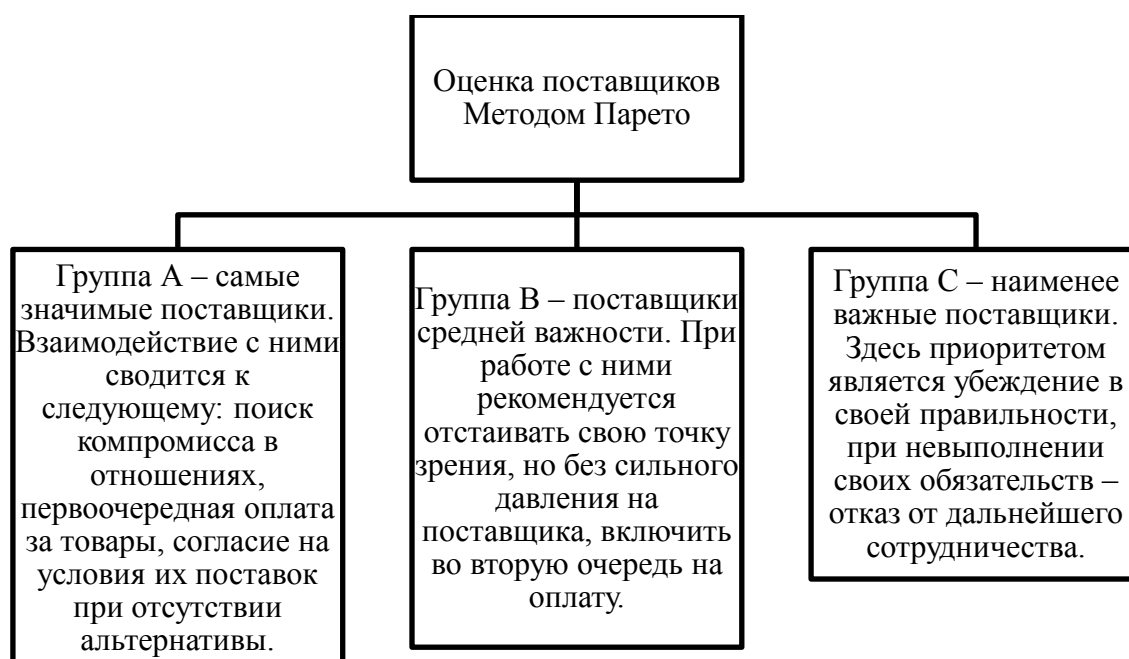 Оценка поставщиков
Методом Парето
Группа А – самые
значимые поставщики.
Взаимодействие с ними
сводится к
следующему: поиск
компромисса в
отношениях,
первоочередная оплата
за товары, согласие на
условия их поставок
при отсутствии
альтернативы.
Группа В – поставщики
средней важности. При
работе с ними
рекомендуется
отстаивать свою точку
зрения, но без сильного
давления на
поставщика, включить
во вторую очередь на
оплату.
Группа С – наименее
важные поставщики.
Здесь приоритетом
является убеждение в
своей правильности,
при невыполнении
своих обязательств –
отказ от дальнейшего
сотрудничества.